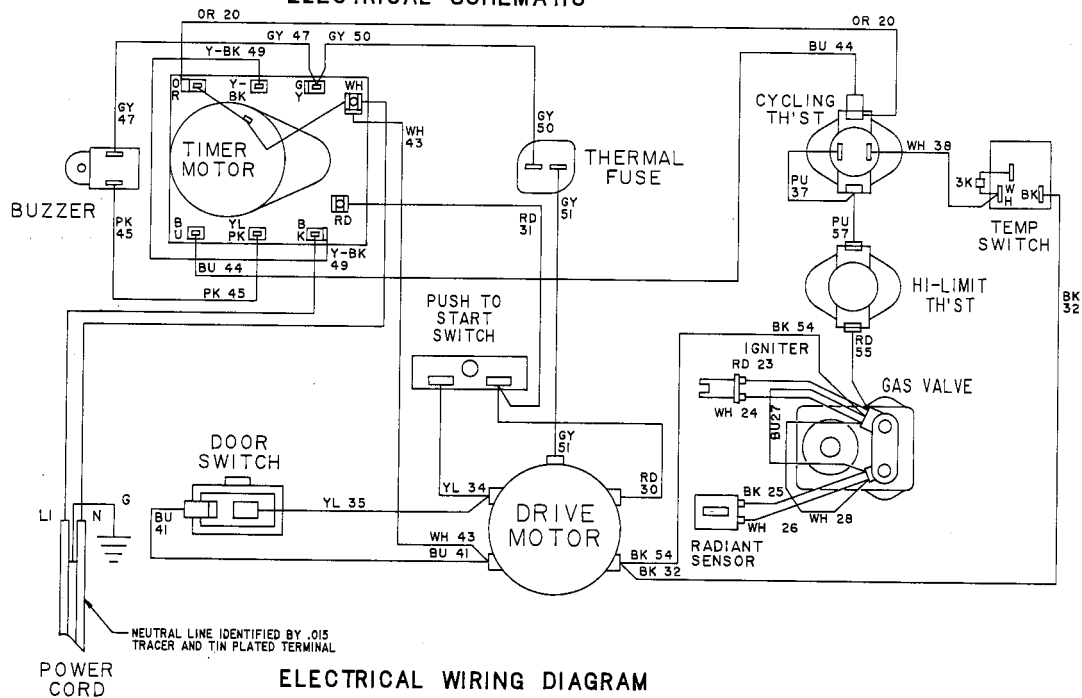 ELECTRICAL SCHEMATIC
OR 20
OR 20
GY 47
GY 50
Y-BK 49
BU 44
OR
Y-BK
GY
WH
CYCLING
TH'ST
GY
47
WH
43
GY
50
TIMER
MOTOR
THERMAL
FUSE
WH 38
3K
WH
BK
PU
37
BUZZER
RD
GY
51
RD
31
TEMP
SWITCH
PK
45
BU
YL
PK
BK
Y-BK
49
PU
57
BU 44
PK 45
HI-LIMIT
TH'ST
PUSH TO
START
SWITCH
BK
32
BK 54
RD
55
IGNITER
RD 23
GAS VALVE
WH 24
BU27
DOOR
SWITCH
GY
51
RD
30
YL 34
BK 25
YL 35
G
LI
N
BU
41
DRIVE
MOTOR
WH 26
WH 28
WH 43
BU 41
BK 54
BK 32
RADIANT
SENSOR
NEUTRAL LINE IDENTIFIED BY .015
TRACER AND TIN PLATED TERMINAL
POWER
CORD
ELECTRICAL WIRING DIAGRAM